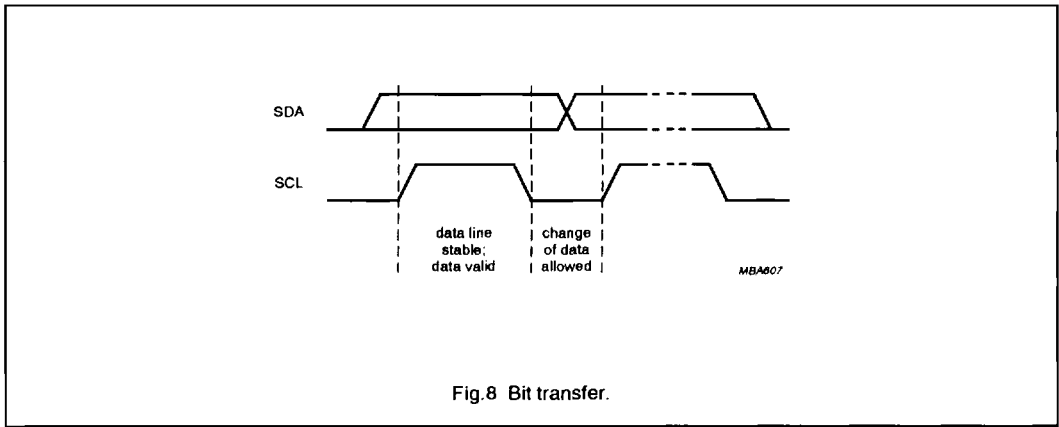 SDA
SCL
data line
stable;
data valid
change
of data
allowed
MBA607
Fig.8 Bit transfer.